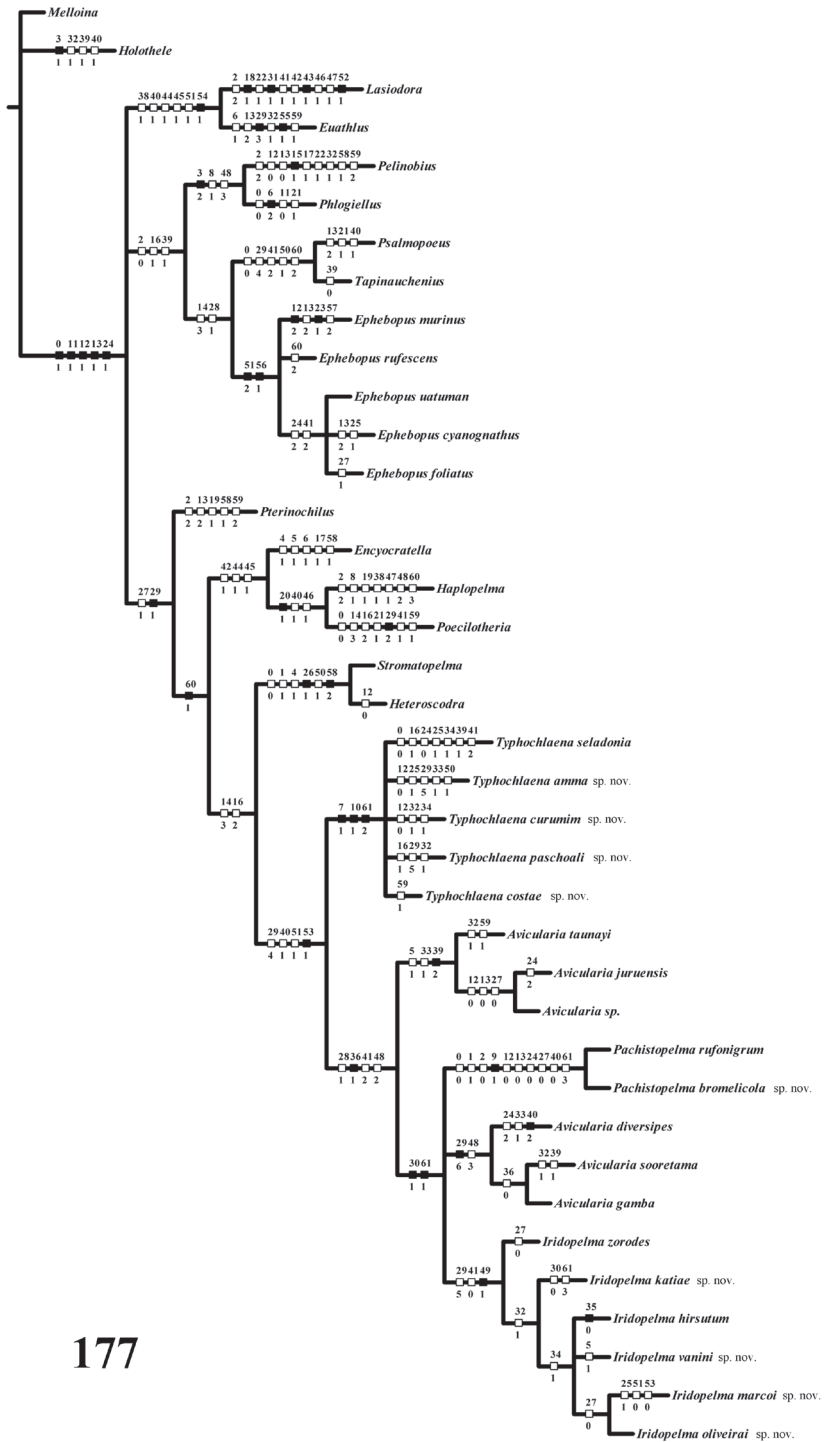 Melloina
3 32 39 40
Holothele
1 1 1 1
2 18 22 31 41 42 43 46 47 52
38 40 44 45 51 54
Lasiodora
2 1 1 1 1 1 1 1 1 1
1 1 1 1 1 1
6 13 29 32 55 59
Euathlus
1 2 3 1 1 1
2 12 13 15 17 22 32 58 59
Pelinobius
3 8 48
2 0 0 1 1 1 1 1 2
2 1 3
0 6 11 21
Phlogiellus
0 2 0 1
2 16 39
0 1 1
13 21 40
Psalmopoeus
0 29 41 50 60
2 1 1
0 4 2 1 2
39
Tapinauchenius
0
14 28
3 1
12 13 23 57
Ephebopus murinus
2 2 1 2
0 11 12 13 24
1 1 1 1 1
60
Ephebopus rufescens
2
51 56
2 1
Ephebopus uatuman
24 41
2 2
13 25
Ephebopus cyanognathus
2 1
27
Ephebopus foliatus
1
2 13 19 58 59
Pterinochilus
2 2 1 1 2
27 29
1 1
4 5 6 17 58
Encyocratella
1 1 1 1 1
42 44 45
1 1 1
2 8 19 38 47 48 60
Haplopelma
2 1 1 1 1 2 3
20 40 46
1 1 1
0 14 16 21 29 41 59
Poecilotheria
0 3 2 1 2 1 1
60
1
Stromatopelma
0 1 4 26 50 58
0 1 1 1 1 2
12
Heteroscodra
0
0 16 24 25 34 39 41
Typhochlaena seladonia
0 1 0 1 1 1 2
12 25 29 33 50
Typhochlaena amma sp. nov.
0 1 5 1 1
14 16
3 2
7 10 61
1 1 2
12 32 34
Typhochlaena curumim sp. nov.
0 1 1
16 29 32
Typhochlaena paschoali sp. nov.
1 5 1
59
Typhochlaena costae sp. nov.
1
29 40 51 53
4 1 1 1
32 59
Avicularia taunayi
1 1
5 33 39
1 1 2
24
Avicularia juruensis
2
12 13 27
0 0 0
Avicularia sp.
28 36 41 48
1 1 2 2
0 1 2 9 12 13 24 27 40 61
Pachistopelma rufonigrum
0 1 0 1 0 0 0 0 0 3
Pachistopelma bromelicola sp. nov.
24 33 40
Avicularia diversipes
2 1 2
29 48
6 3
32 39
Avicularia sooretama
1 1
36
0
Avicularia gamba
30 61
1 1
27
Iridopelma zorodes
0
29 41 49
5 0 1
30 61
Iridopelma katiae sp. nov.
0 3
32
1
35
Iridopelma hirsutum
0
5
Iridopelma vanini sp. nov.
1
34
1
25 51 53
Iridopelma marcoi sp. nov.
1 0 0
27
0
Iridopelma oliveirai sp. nov.
177